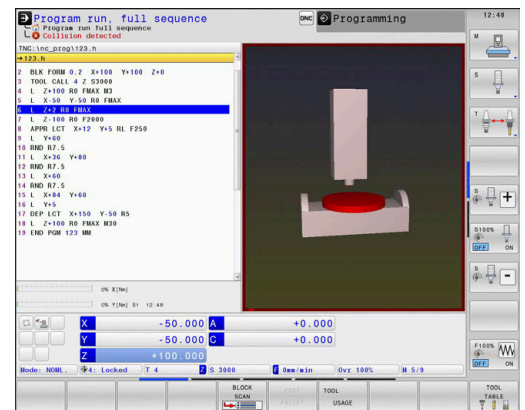 Program run, full sequence
Program run full sequence
Collision detected
DNC
Programming
12:48
TNC:\nc_prog\123.h
→123.h
2 BLK FORM 0.2 X+100 Y+100 Z+0
3 TOOL CALL 4 Z S3000
4 L Z+100 R0 FMAX M3
5 L X-50 Y-50 R0 FMAX
6 L Z+2 R0 FMAX
7 L Z-100 R0 F2000
8 APPR LCT X+12 Y+5 RL F250
9 L Y+60
10 RND R7.5
11 L X+36 Y+80
12 RND R7.5
13 L X+60
14 RND R7.5
15 L X+84 Y+60
16 L Y+5
17 DEP LCT X+150 Y-50 R5
18 L Z+100 R0 FMAX M30
19 END PGM 123 MM
0% X[Nm]
0% Y[Nm] S1 12:48
X -50.000 A +0.000
Y -50.000 C +0.000
Z +100.000
Mode: NOML. 4: Locked T 4 Z S 3000 F 0mm/min Ovr 100% M 5/9
M
S
T
S +
S100%
OFF ON
S -
F100%
OFF ON
BLOCK SCAN
TOOL USAGE
TOOL TABLE